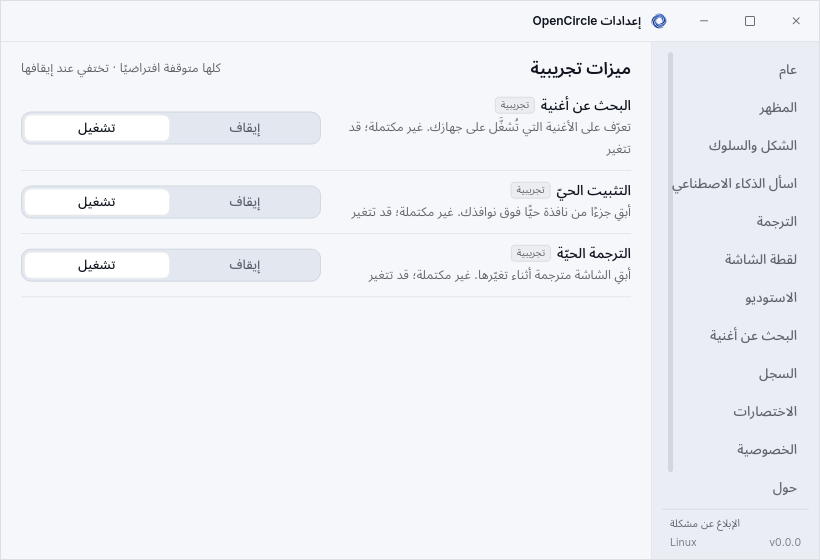 إعدادات OpenCircle
عام
المظهر
الشكل والسلوك
اسأل الذكاء الاصطناعي
الترجمة
لقطة الشاشة
الاستوديو
البحث عن أغنية
السجل
الاختصارات
الخصوصية
حول
الإبلاغ عن مشكلة
v0.0.0 Linux
ميزات تجريبية
كلها متوقفة افتراضيًا · تختفي عند إيقافها
البحث عن أغنية تجريبية
تعرّف على الأغنية التي تُشغَّل على جهازك. غير مكتملة؛ قد
تتغير
إيقاف تشغيل
التثبيت الحيّ تجريبية
أبقِ جزءًا من نافذة حيًّا فوق نوافذك. غير مكتملة؛ قد تتغير
إيقاف تشغيل
الترجمة الحيّة تجريبية
أبقِ الشاشة مترجمة أثناء تغيّرها. غير مكتملة؛ قد تتغير
إيقاف تشغيل